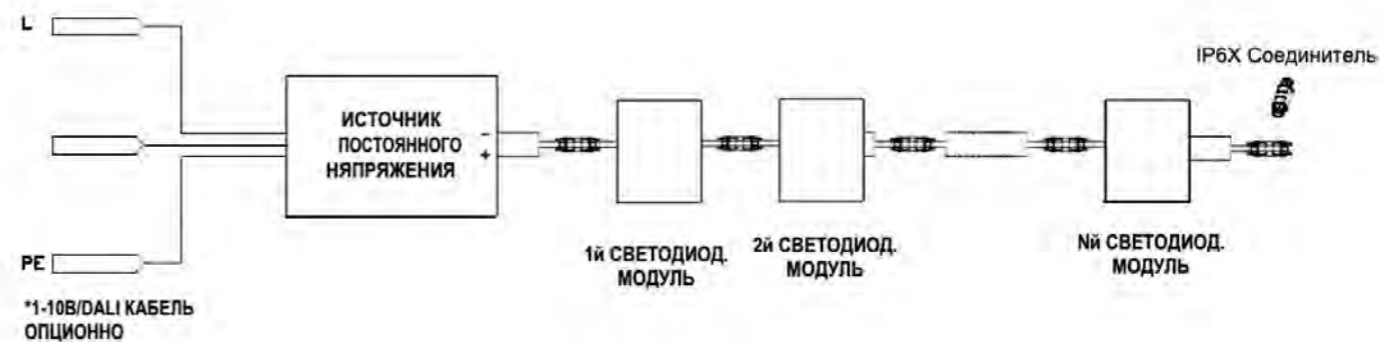 L
IP6X Соединитель
ИСТОЧНИК
ПОСТОЯННОГО
НЯПРЯЖЕНИЯ
−
+
1й СВЕТОДИОД.
МОДУЛЬ
2й СВЕТОДИОД.
МОДУЛЬ
Nй СВЕТОДИОД.
МОДУЛЬ
PE
*1-10В/DALI КАБЕЛЬ
ОПЦИОННО